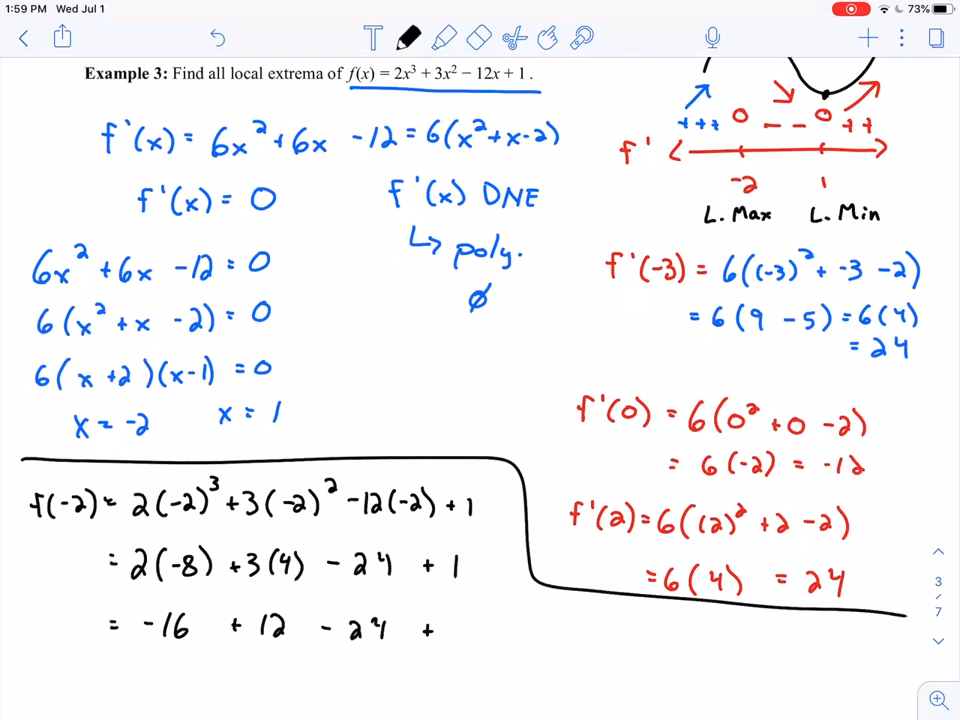 1:59 PM Wed Jul 1
73%
Example 3: Find all local extrema of f(x) = 2x³ + 3x² − 12x + 1 .
f'(x) = 6x² + 6x - 12 = 6(x² + x - 2)
f'(x) = 0
f'(x) DNE
↳ poly.
∅
6x² + 6x - 12 = 0
6(x² + x - 2) = 0
6(x + 2)(x - 1) = 0
x = -2 x = 1
+++ 0 -- 0 ++
f'
-2 1
L. Max L. Min
f'(-3) = 6((-3)² + -3 - 2)
= 6(9 - 5) = 6(4)
= 24
f'(0) = 6(0² + 0 - 2)
= 6(-2) = -12
f'(2) = 6((2)² + 2 - 2)
= 6(4) = 24
f(-2) = 2(-2)³ + 3(-2)² - 12(-2) + 1
= 2(-8) + 3(4) - 24 + 1
= -16 + 12 - 24 +
3
/
7